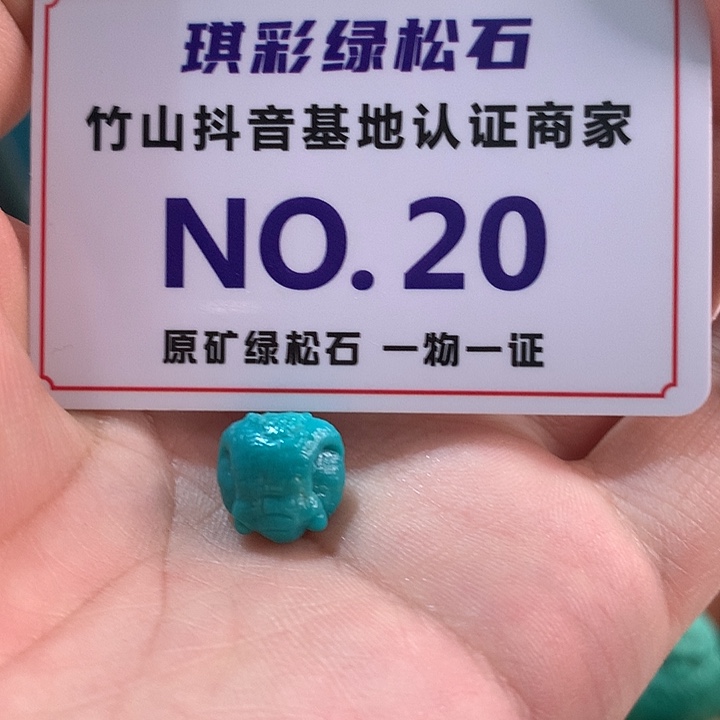 琪彩绿松石
竹山抖音基地认证商家
NO.20
原矿绿松石 一物一证